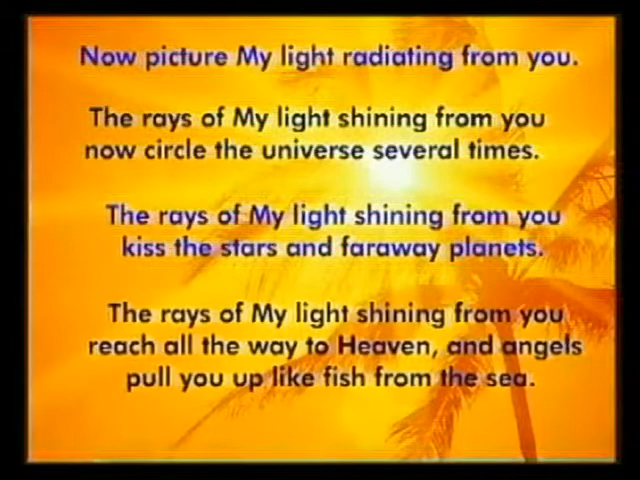 Now picture My light radiating from you.
The rays of My light shining from you
now circle the universe several times.
The rays of My light shining from you
kiss the stars and faraway planets.
The rays of My light shining from you
reach all the way to Heaven, and angels
pull you up like fish from the sea.